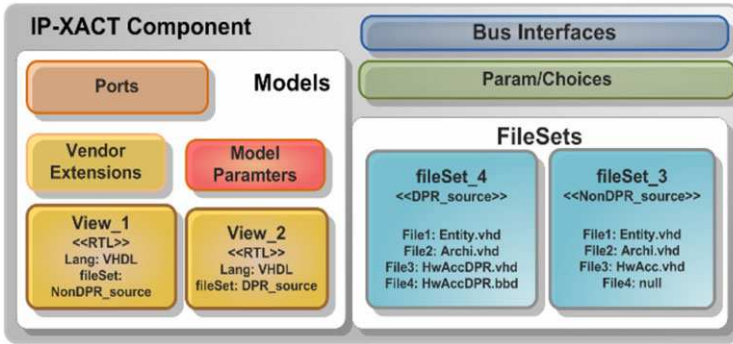 IP-XACT Component
Bus Interfaces
Param/Choices
Ports
Models
Vendor
Extensions
Model
Paramters
View_1
<<RTL>>
Lang: VHDL
fileSet:
NonDPR_source
View_2
<<RTL>>
Lang: VHDL
fileSet: DPR_source
FileSets
fileSet_4
<<DPR_source>>
File1: Entity.vhd
File2: Archi.vhd
File3: HwAccDPR.vhd
File4: HwAccDPR.bbd
fileSet_3
<<NonDPR_source>>
File1: Entity.vhd
File2: Archi.vhd
File3: HwAcc.vhd
File4: null